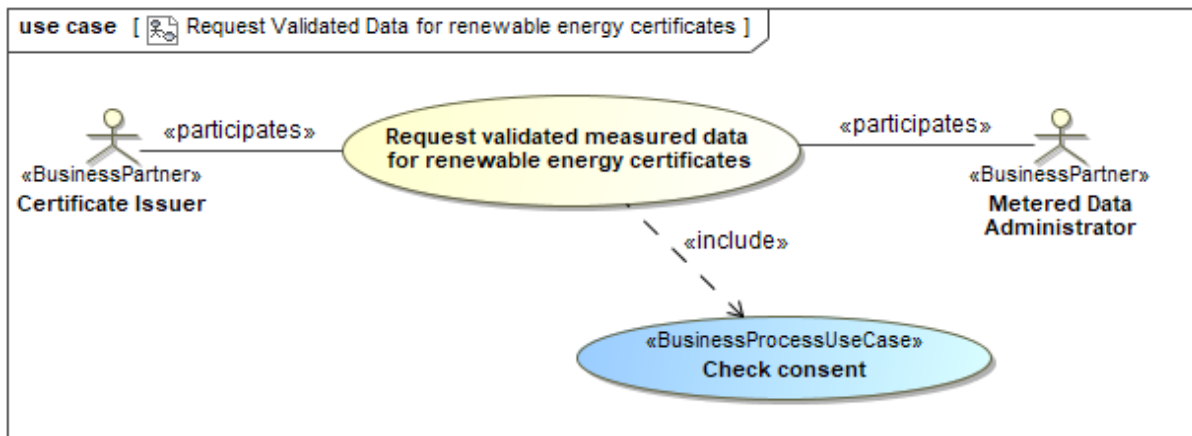 use case [ Request Validated Data for renewable energy certificates ]
«participates»
Request validated measured data
for renewable energy certificates
«participates»
«BusinessPartner»
Certificate Issuer
«BusinessPartner»
Metered Data
Administrator
«include»
«BusinessProcessUseCase»
Check consent